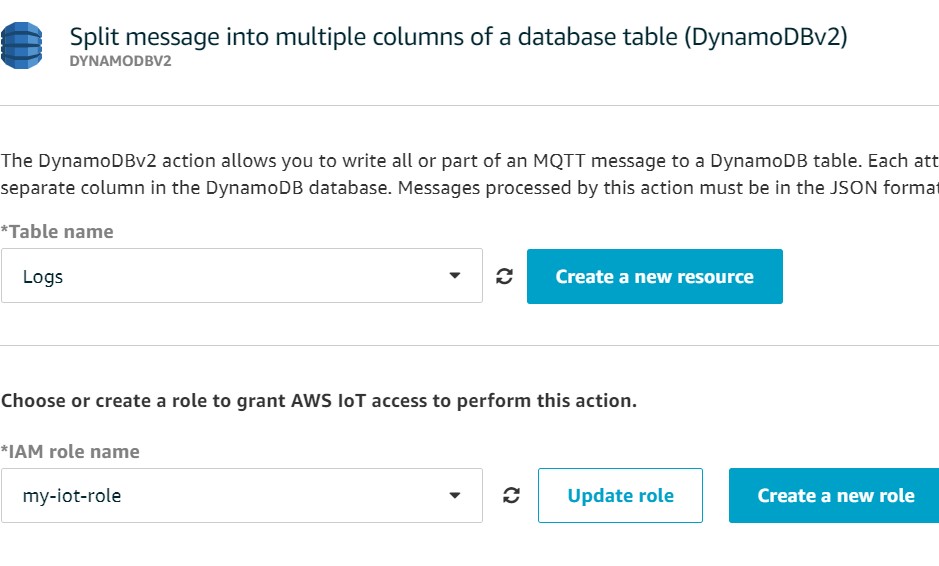 Split message into multiple columns of a database table (DynamoDBv2)
DYNAMODBV2
The DynamoDBv2 action allows you to write all or part of an MQTT message to a DynamoDB table. Each att
separate column in the DynamoDB database. Messages processed by this action must be in the JSON format
*Table name
Logs
Create a new resource
Choose or create a role to grant AWS IoT access to perform this action.
*IAM role name
my-iot-role
Update role
Create a new role